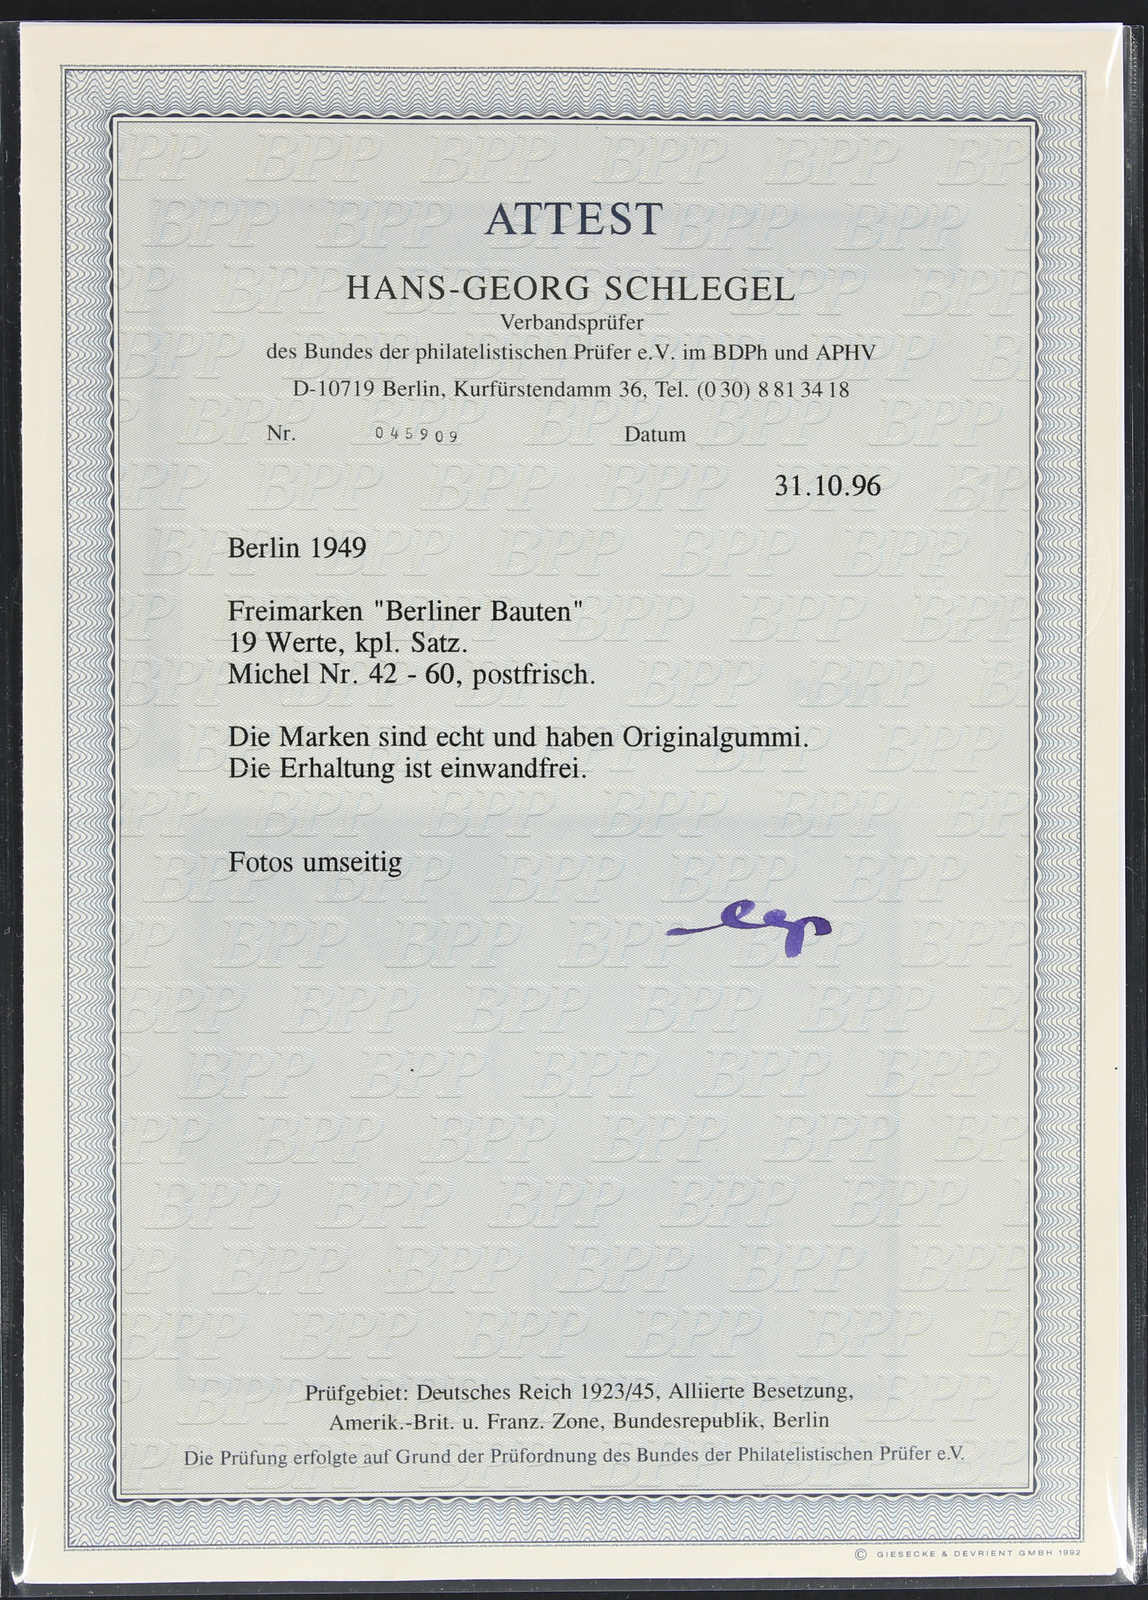 ATTEST
HANS-GEORG SCHLEGEL
Verbandsprüfer
des Bundes der philatelistischen Prüfer e.V. im BDPh und APHV
D-10719 Berlin, Kurfürstendamm 36, Tel. (0 30) 8 81 34 18
Nr. 045909 Datum
31.10.96
Berlin 1949
Freimarken "Berliner Bauten"
19 Werte, kpl. Satz.
Michel Nr. 42 - 60, postfrisch.
Die Marken sind echt und haben Originalgummi.
Die Erhaltung ist einwandfrei.
Fotos umseitig
Prüfgebiet: Deutsches Reich 1923/45, Alliierte Besetzung,
Amerik.-Brit. u. Franz. Zone, Bundesrepublik, Berlin
Die Prüfung erfolgte auf Grund der Prüfordnung des Bundes der Philatelistischen Prüfer e.V.
© GIESECKE & DEVRIENT GMBH 1992